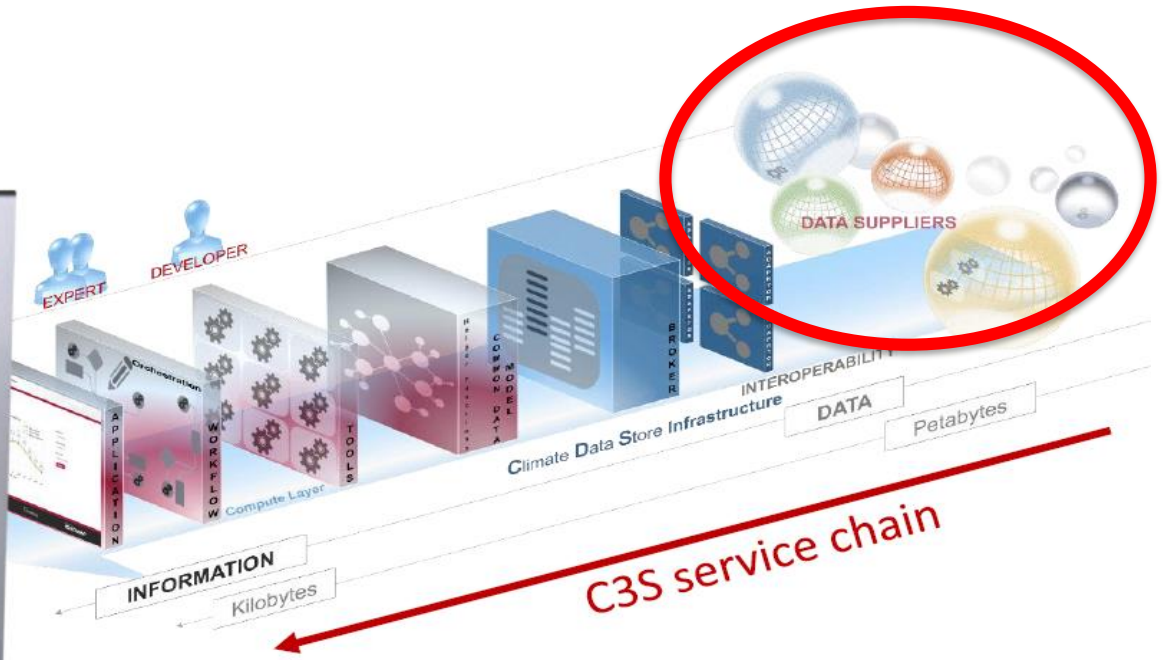 DATA SUPPLIERS
DEVELOPER
EXPERT
Orchestration
APPLICATION
WORKFLOW
TOOLS
COMMON DATA
MODEL
BROKER
INTEROPERABILITY
Climate Data Store Infrastructure
DATA
Petabytes
Compute Layer
INFORMATION
Kilobytes
C3S service chain